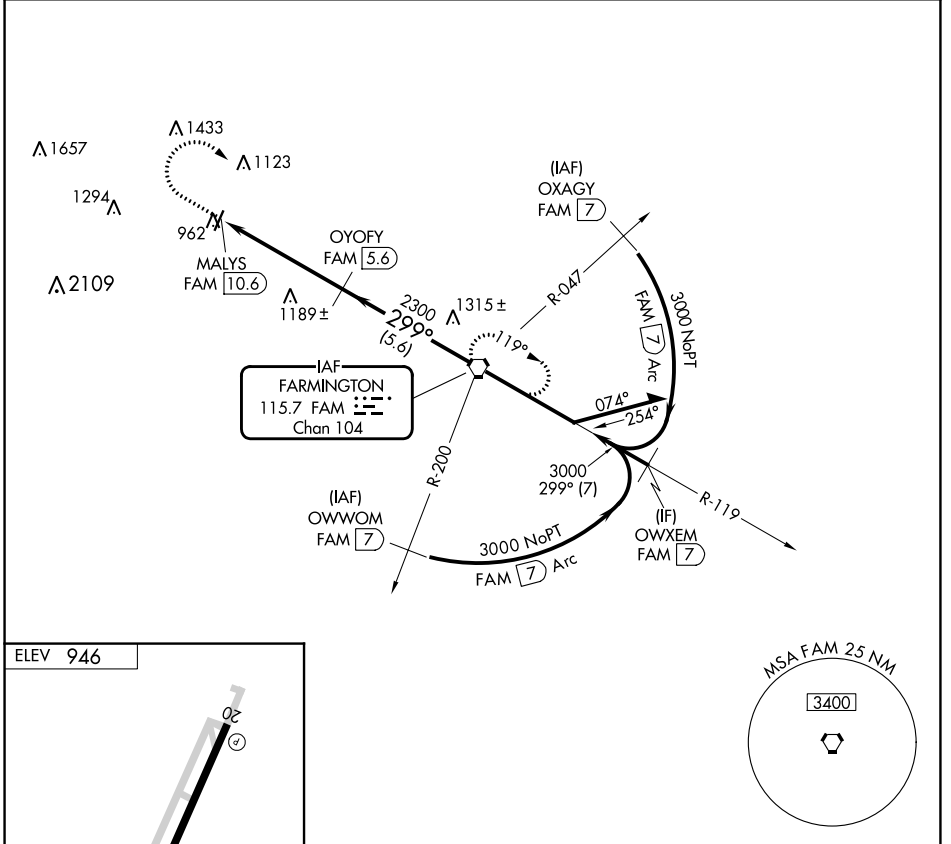 1433
1657
1123
1294
962
MALYS
FAM 10.6
2109
OYOFY
FAM 5.6
1189 ±
2300
299°
(5.6)
1315 ±
119°
(IAF)
OXAGY
FAM 7
R-047
3000 NoPT
FAM 7 Arc
IAF
FARMINGTON
115.7 FAM
Chan 104
074°
254°
3000
299° (7)
R-200
R-119
(IF)
OWXEM
FAM 7
(IAF)
OWWOM
FAM 7
3000 NoPT
FAM 7 Arc
ELEV 946
20
P
MSA FAM 25 NM
3400